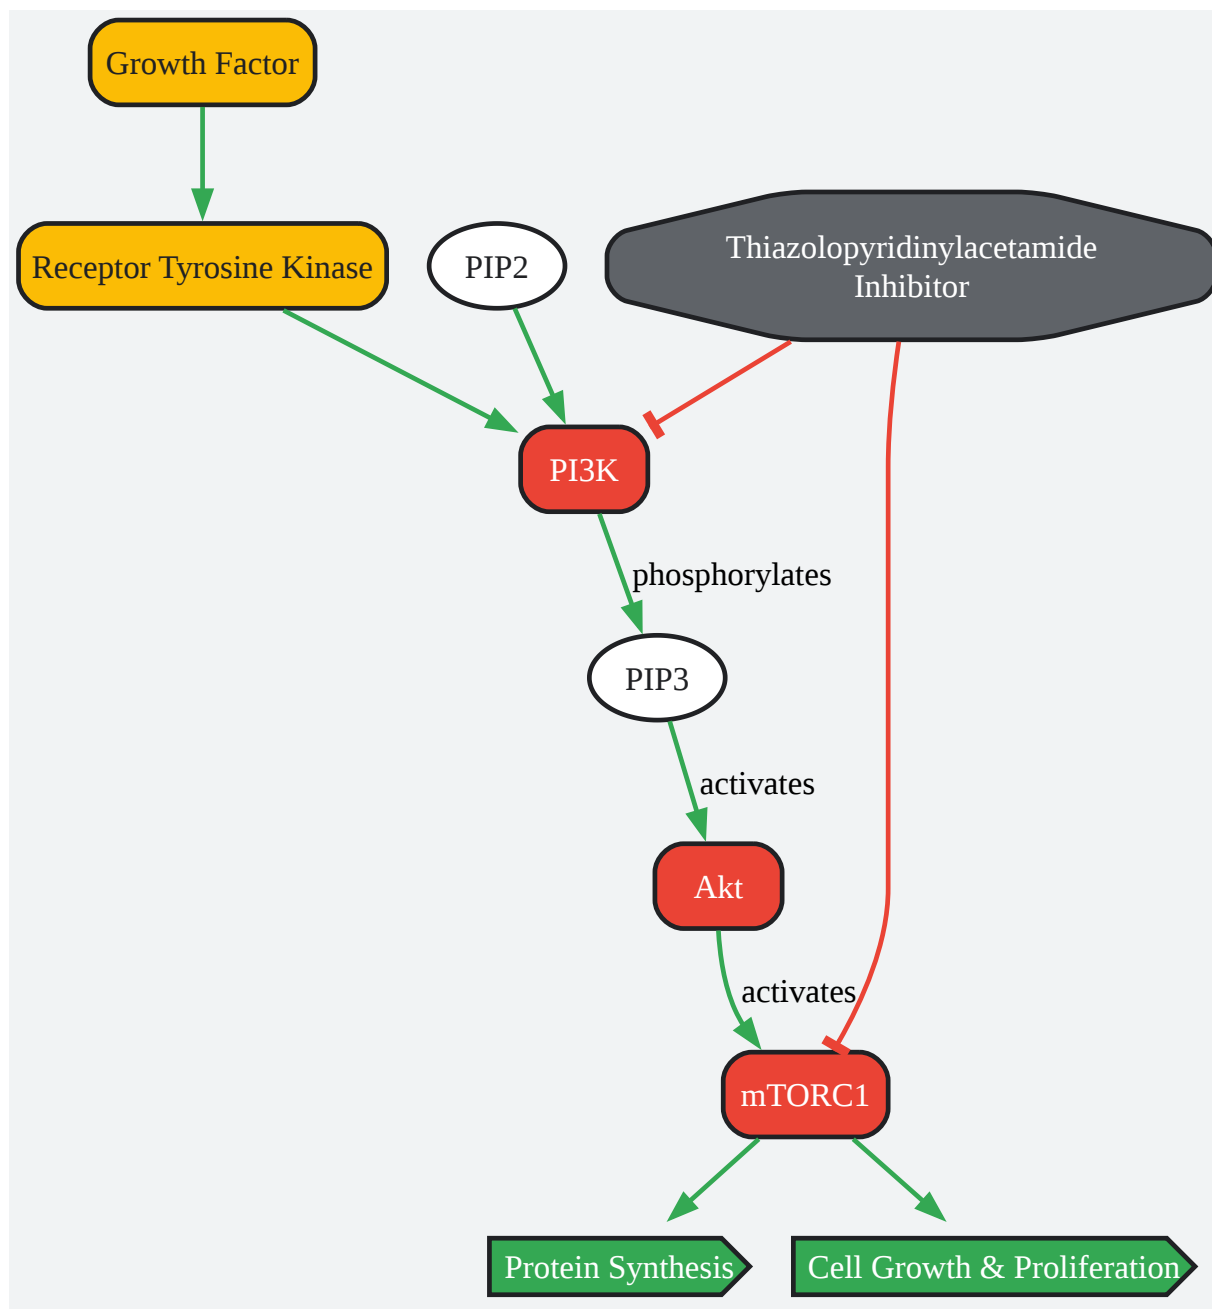 Growth Factor
Receptor Tyrosine Kinase
PIP2
Thiazolopyridinylacetamide
Inhibitor
PI3K
phosphorylates
PIP3
activates
Akt
activates
mTORC1
Protein Synthesis
Cell Growth & Proliferation